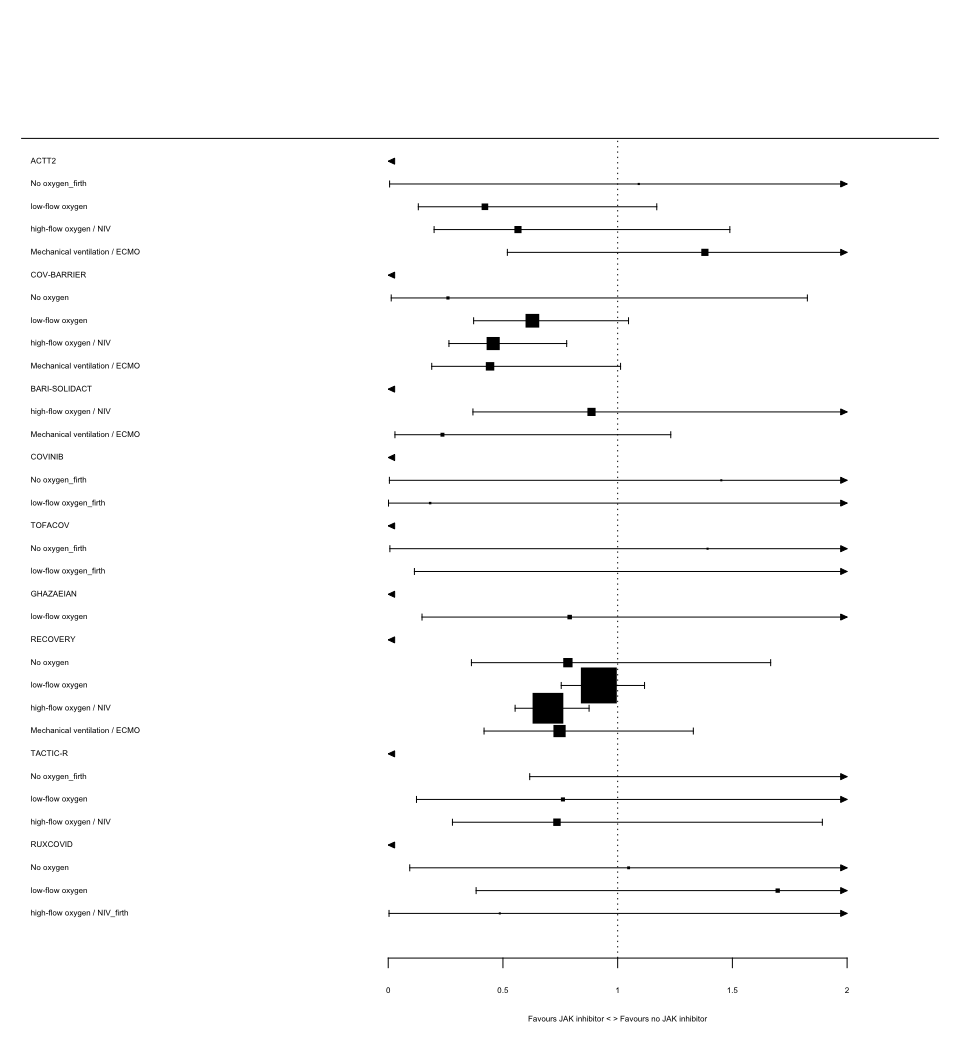 ACTT2
No oxygen_firth
low-flow oxygen
high-flow oxygen / NIV
Mechanical ventilation / ECMO
COV-BARRIER
No oxygen
low-flow oxygen
high-flow oxygen / NIV
Mechanical ventilation / ECMO
BARI-SOLIDACT
high-flow oxygen / NIV
Mechanical ventilation / ECMO
COVINIB
No oxygen_firth
low-flow oxygen_firth
TOFACOV
No oxygen_firth
low-flow oxygen_firth
GHAZAEIAN
low-flow oxygen
RECOVERY
No oxygen
low-flow oxygen
high-flow oxygen / NIV
Mechanical ventilation / ECMO
TACTIC-R
No oxygen_firth
low-flow oxygen
high-flow oxygen / NIV
RUXCOVID
No oxygen
low-flow oxygen
high-flow oxygen / NIV_firth
0 0.5 1 1.5 2
Favours JAK inhibitor < > Favours no JAK inhibitor